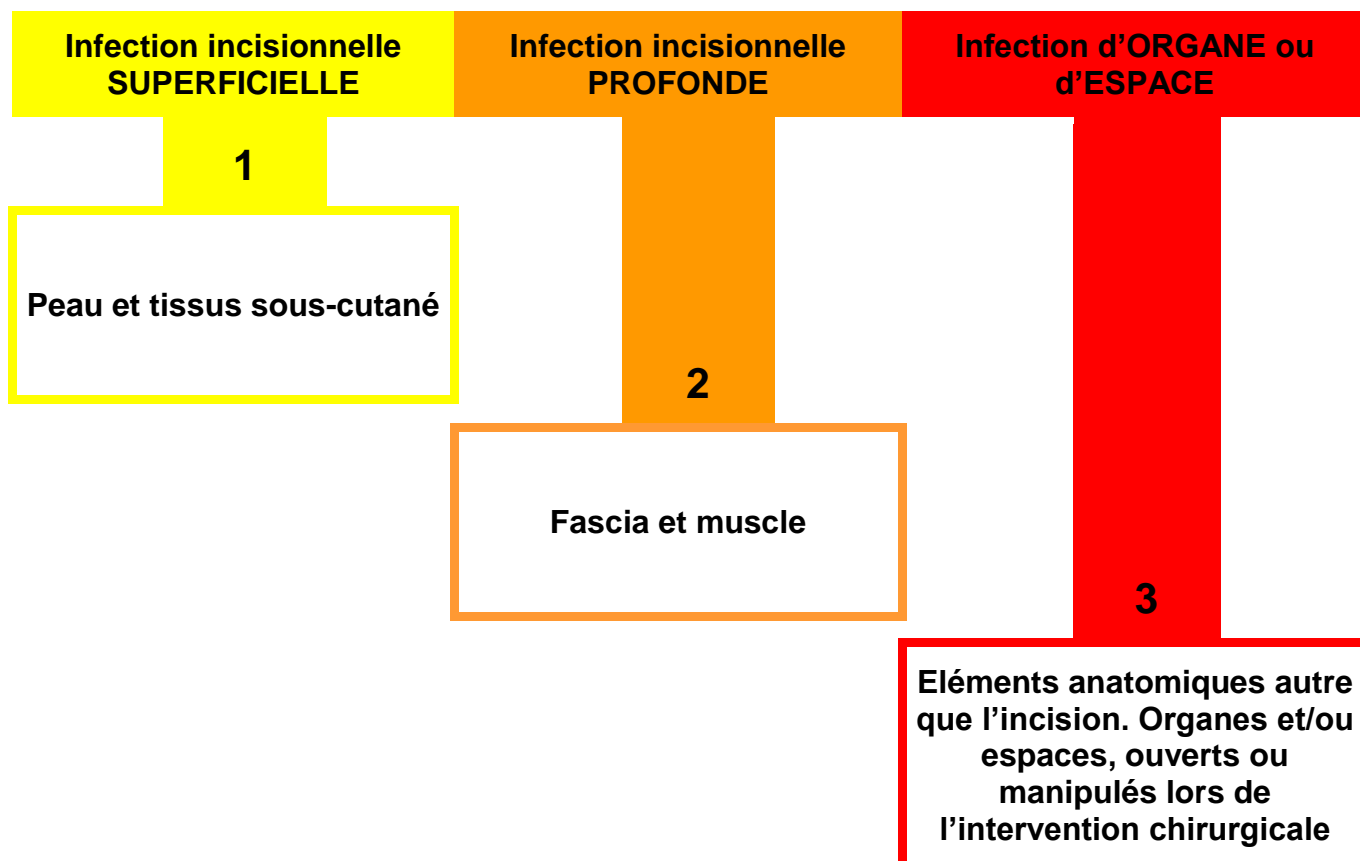 Infection incisionnelle
SUPERFICIELLE
Infection incisionnelle
PROFONDE
Infection d’ORGANE ou
d’ESPACE
1
Peau et tissus sous-cutané
2
Fascia et muscle
3
Eléments anatomiques autre
que l’incision. Organes et/ou
espaces, ouverts ou
manipulés lors de
l’intervention chirurgicale